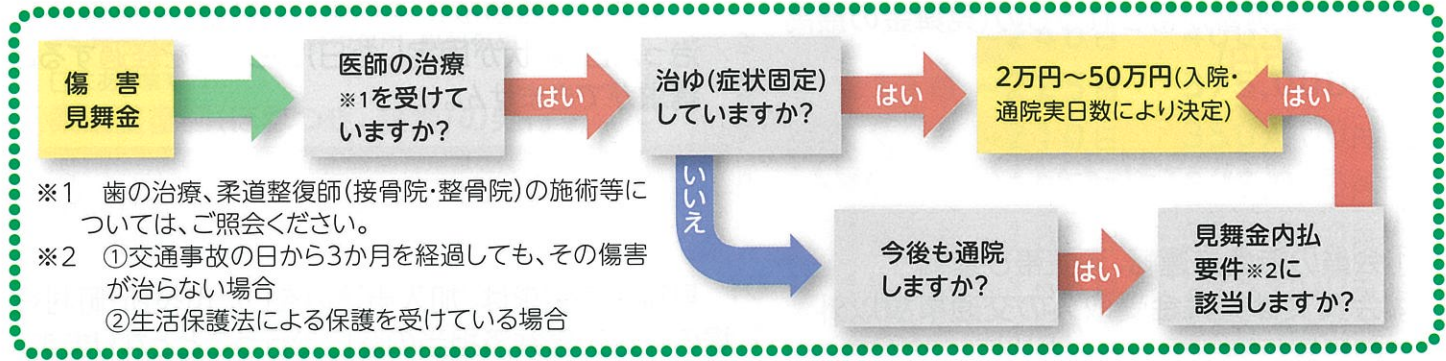 傷 害
見舞金
医師の治療
※1を受けて
いますか?
はい
治ゆ(症状固定)
していますか?
はい
2万円～50万円(入院・
通院実日数により決定)
はい
いいえ
今後も通院
しますか?
はい
見舞金内払
要件※2に
該当しますか?
※1 歯の治療、柔道整復師(接骨院・整骨院)の施術等に
ついては、ご照会ください。
※2 ①交通事故の日から3か月を経過しても、その傷害
が治らない場合
②生活保護法による保護を受けている場合